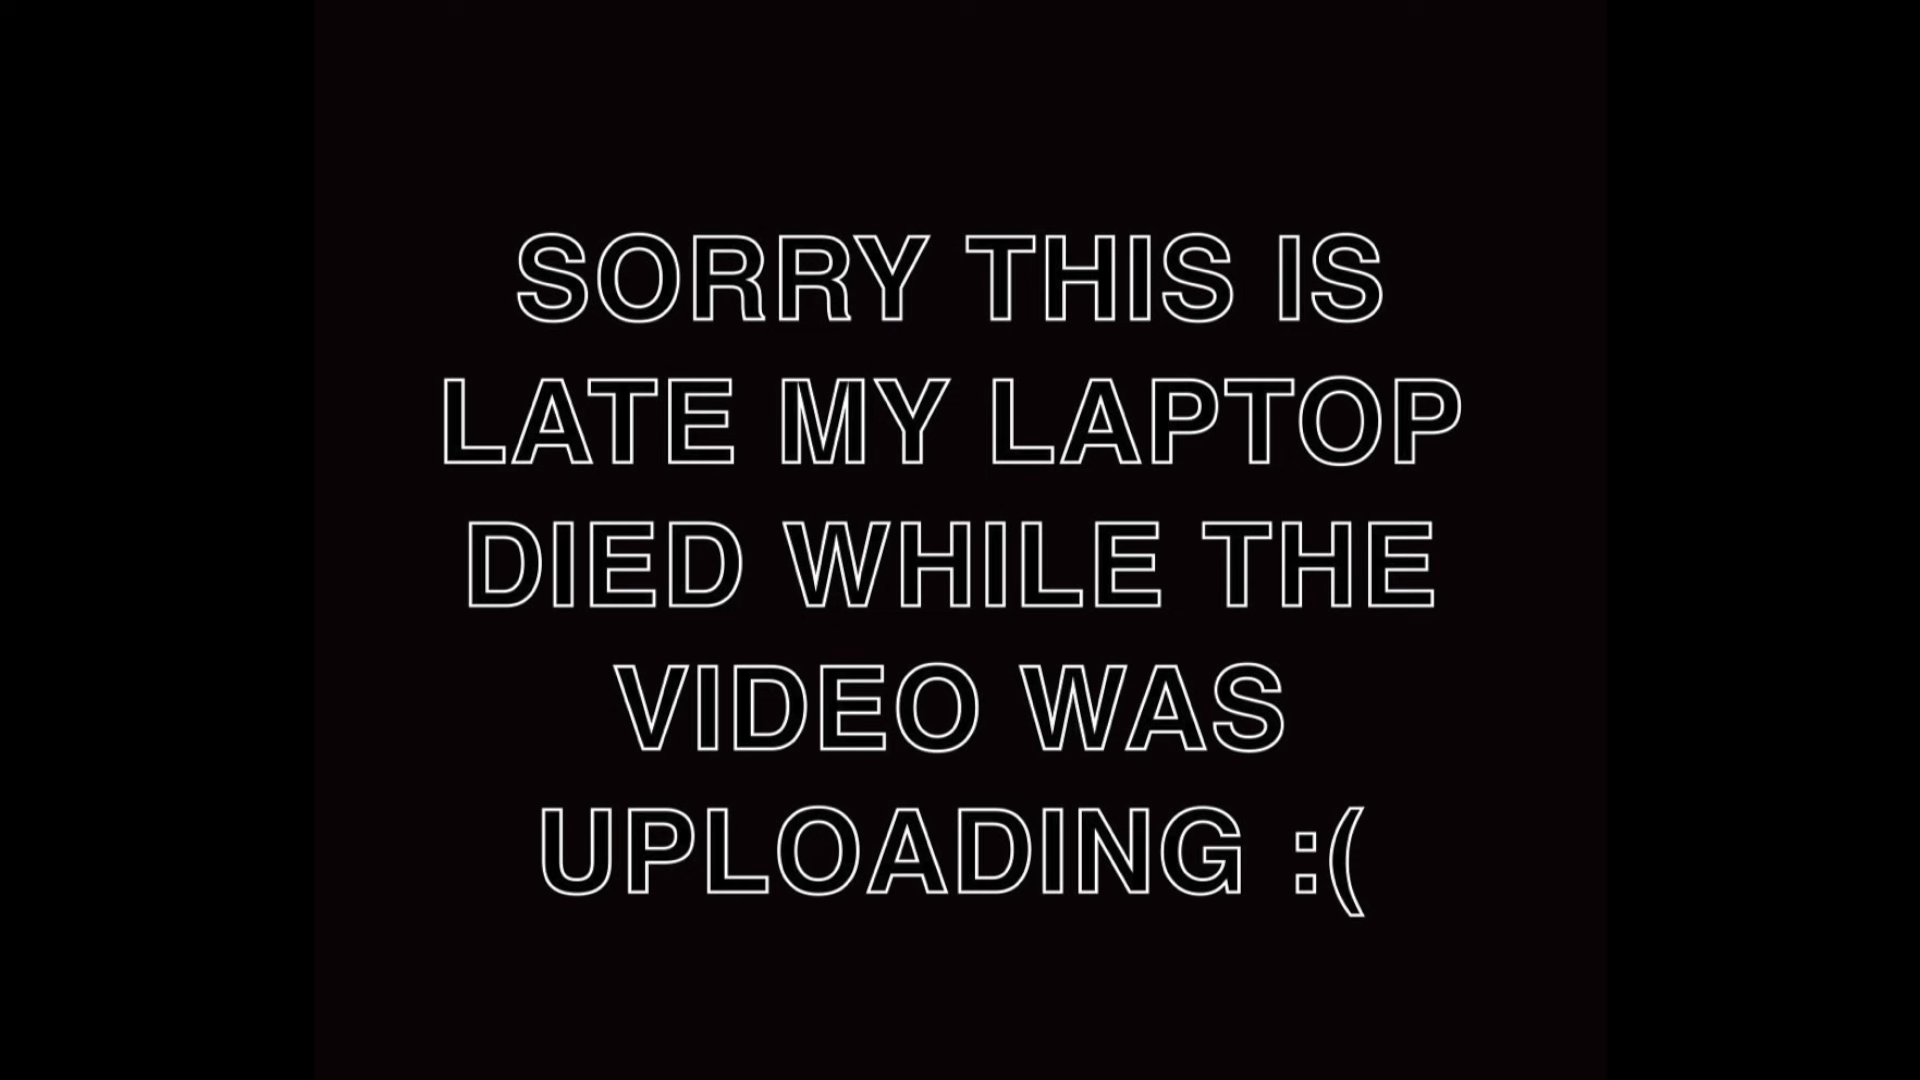 SORRY THIS IS
LATE MY LAPTOP
DIED WHILE THE
VIDEO WAS
UPLOADING :(